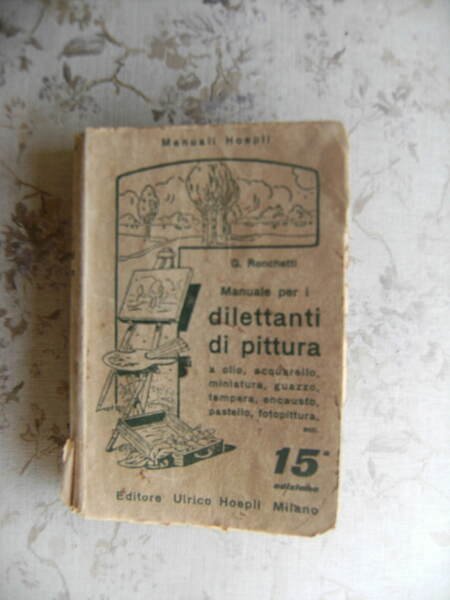 Manuali Hoepli
G. Ronchetti
Manuale per i
dilettanti
di pittura
a olio, acquarello,
miniatura, guazzo,
tempera, encausto,
pastello, fotopittura,
ecc.
15ª
edizione
Editore Ulrico Hoepli Milano